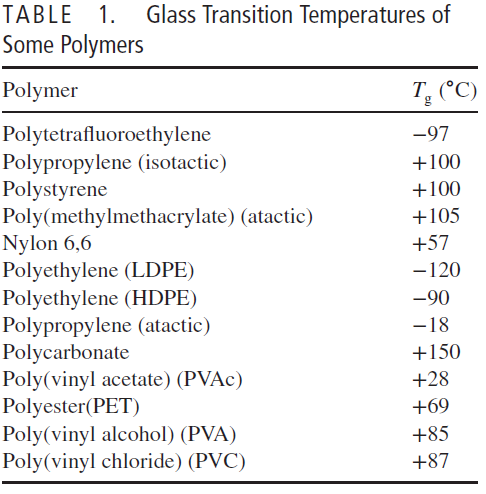 TABLE 1. Glass Transition Temperatures of
Some Polymers
Polymer Tg (°C)
Polytetrafluoroethylene −97
Polypropylene (isotactic) +100
Polystyrene +100
Poly(methylmethacrylate) (atactic) +105
Nylon 6,6 +57
Polyethylene (LDPE) −120
Polyethylene (HDPE) −90
Polypropylene (atactic) −18
Polycarbonate +150
Poly(vinyl acetate) (PVAc) +28
Polyester(PET) +69
Poly(vinyl alcohol) (PVA) +85
Poly(vinyl chloride) (PVC) +87